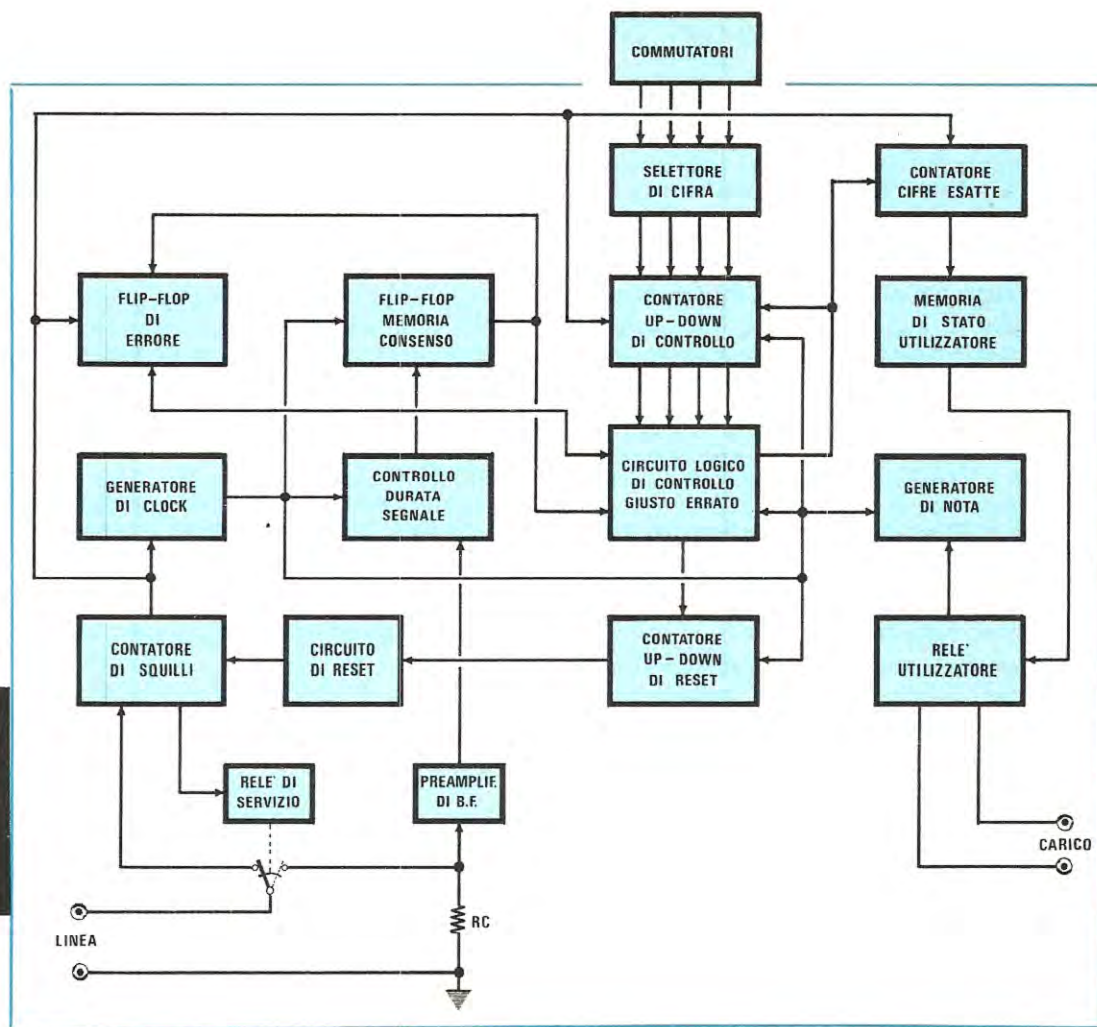 COMMUTATORI
SELETTORE
DI CIFRA
CONTATORE
CIFRE ESATTE
FLIP-FLOP
DI
ERRORE
FLIP-FLOP
MEMORIA
CONSENSO
CONTATORE
UP-DOWN
DI CONTROLLO
MEMORIA
DI STATO
UTILIZZATORE
GENERATORE
DI CLOCK
CONTROLLO
DURATA
SEGNALE
CIRCUITO LOGICO
DI CONTROLLO
GIUSTO ERRATO
GENERATORE
DI NOTA
CONTATORE
DI SQUILLI
CIRCUITO
DI RESET
CONTATORE
UP-DOWN
DI RESET
RELE' UTILIZZATORE
RELE' DI
SERVIZIO
PREAMPLIF.
DI B.F.
CARICO
RC
LINEA